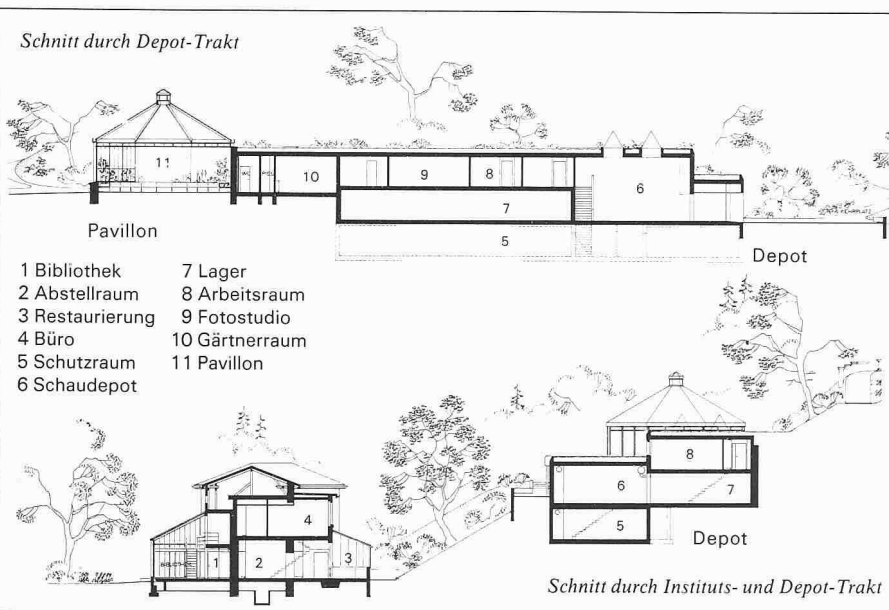 Schnitt durch Depot-Trakt
11
WC
10
9
8
6
7
5
Pavillon
Depot
1 Bibliothek
2 Abstellraum
3 Restaurierung
4 Büro
5 Schutzraum
6 Schaudepot
7 Lager
8 Arbeitsraum
9 Fotostudio
10 Gärtnerraum
11 Pavillon
4
1
2
3
8
6
7
5
Depot
Schnitt durch Instituts- und Depot-Trakt